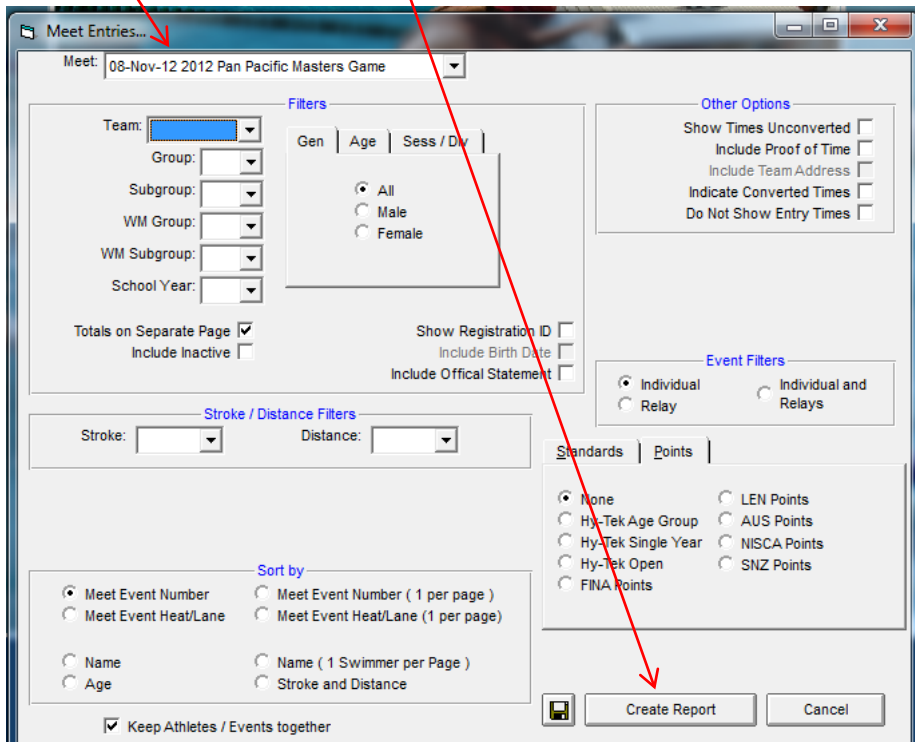 Meet Entries...
Meet: 08-Nov-12 2012 Pan Pacific Masters Game
Filters
Team:
Group:
Subgroup:
WM Group:
WM Subgroup:
School Year:
Gen Age Sess / Div
All
Male
Female
Totals on Separate Page
Include Inactive
Show Registration ID
Include Birth Date
Include Offical Statement
Other Options
Show Times Unconverted
Include Proof of Time
Include Team Address
Indicate Converted Times
Do Not Show Entry Times
Event Filters
Individual
Relay
Individual and
Relays
Stroke / Distance Filters
Stroke: Distance:
Standards Points
None
Hy-Tek Age Group
Hy-Tek Single Year
Hy-Tek Open
FINA Points
LEN Points
AUS Points
NISCA Points
SNZ Points
Sort by
Meet Event Number
Meet Event Heat/Lane
Meet Event Number ( 1 per page )
Meet Event Heat/Lane (1 per page)
Name
Age
Name ( 1 Swimmer per Page )
Stroke and Distance
Keep Athletes / Events together
Create Report Cancel